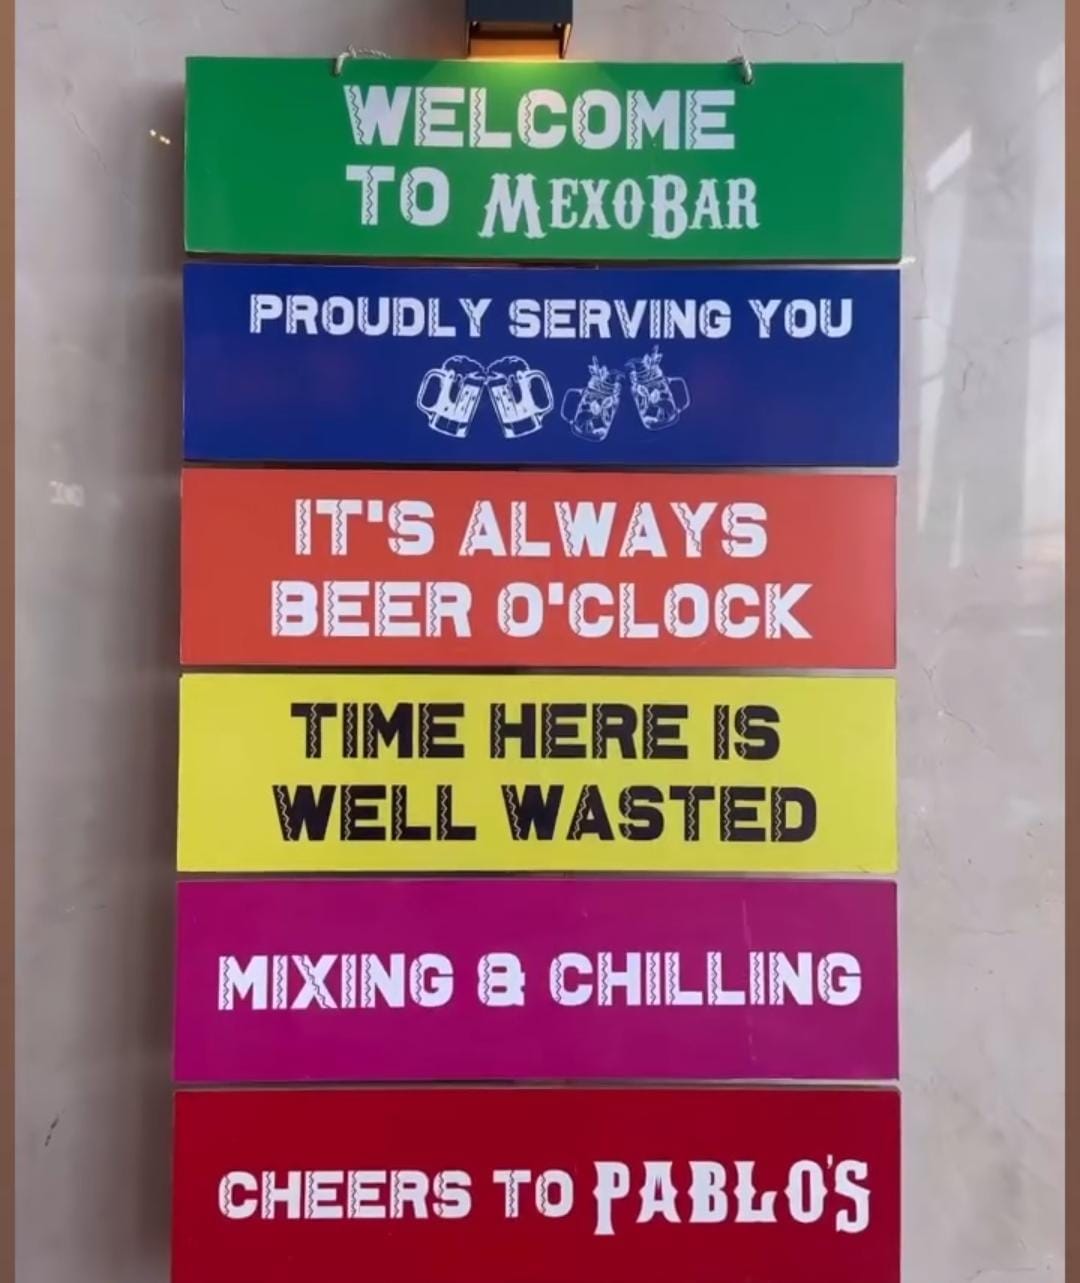 WELCOME
TO MEXOBAR
PROUDLY SERVING YOU
IT'S ALWAYS
BEER O'CLOCK
TIME HERE IS
WELL WASTED
MIXING & CHILLING
CHEERS TO PABLO'S